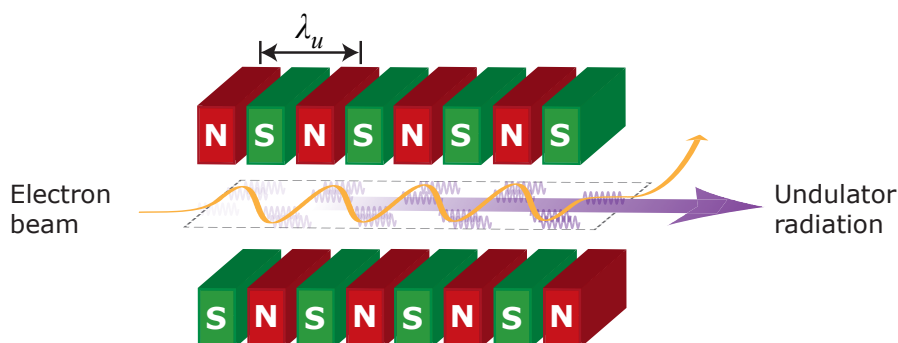 λu
N S N S N S N S
Electron
beam
Undulator
radiation
S N S N S N S N